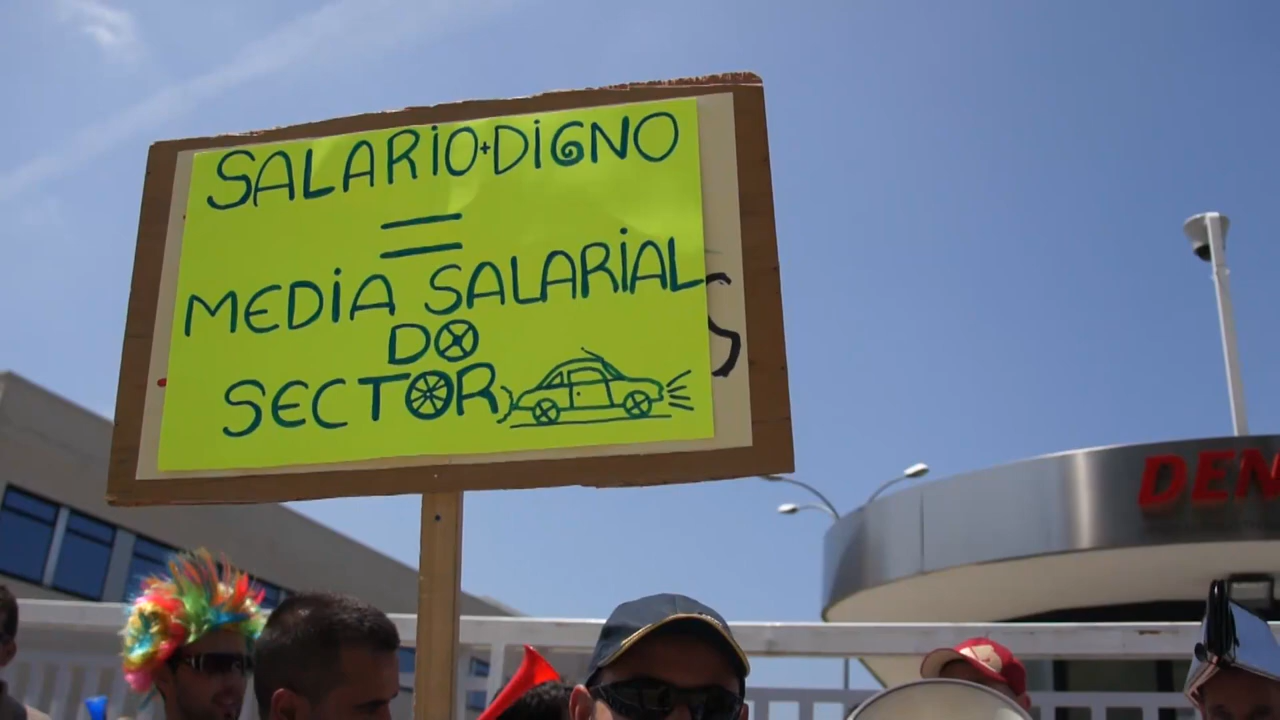 SALARIO+DIGNO
=
MEDIA SALARIAL
DO
SECTOR
S
DEN